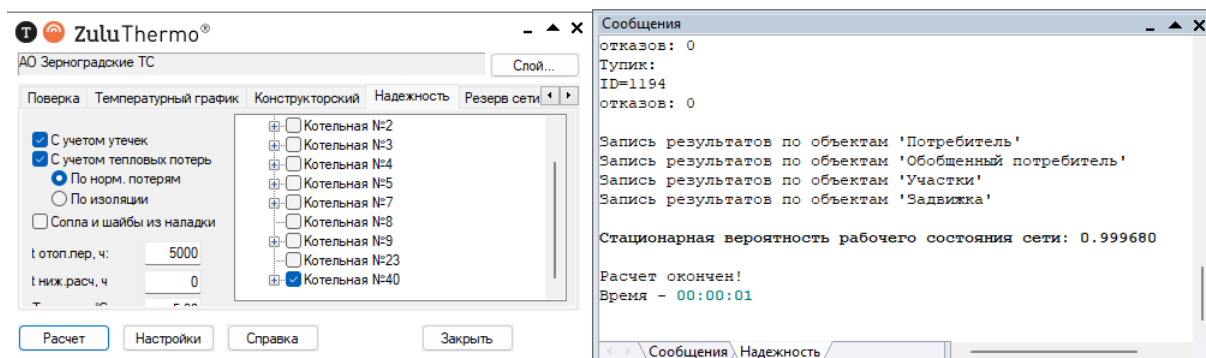 ZuluThermo®
АО Зерноградские ТС
Слой...
Поверка Температурный график Конструкторский Надежность Резерв сети
С учетом утечек
С учетом тепловых потерь
По норм. потерям
По изоляции
Сопла и шайбы из наладки
t отоп.пер, ч: 5000
t ниж.расч, ч 0
Котельная №2
Котельная №3
Котельная №4
Котельная №5
Котельная №7
Котельная №8
Котельная №9
Котельная №23
Котельная №40
Расчет Настройки Справка Закрыть
Сообщения
отказов: 0
Тупик:
ID=1194
отказов: 0
Запись результатов по объектам 'Потребитель'
Запись результатов по объектам 'Обобщенный потребитель'
Запись результатов по объектам 'Участки'
Запись результатов по объектам 'Задвижка'
Стационарная вероятность рабочего состояния сети: 0.999680
Расчет окончен!
Время - 00:00:01
Сообщения Надежность